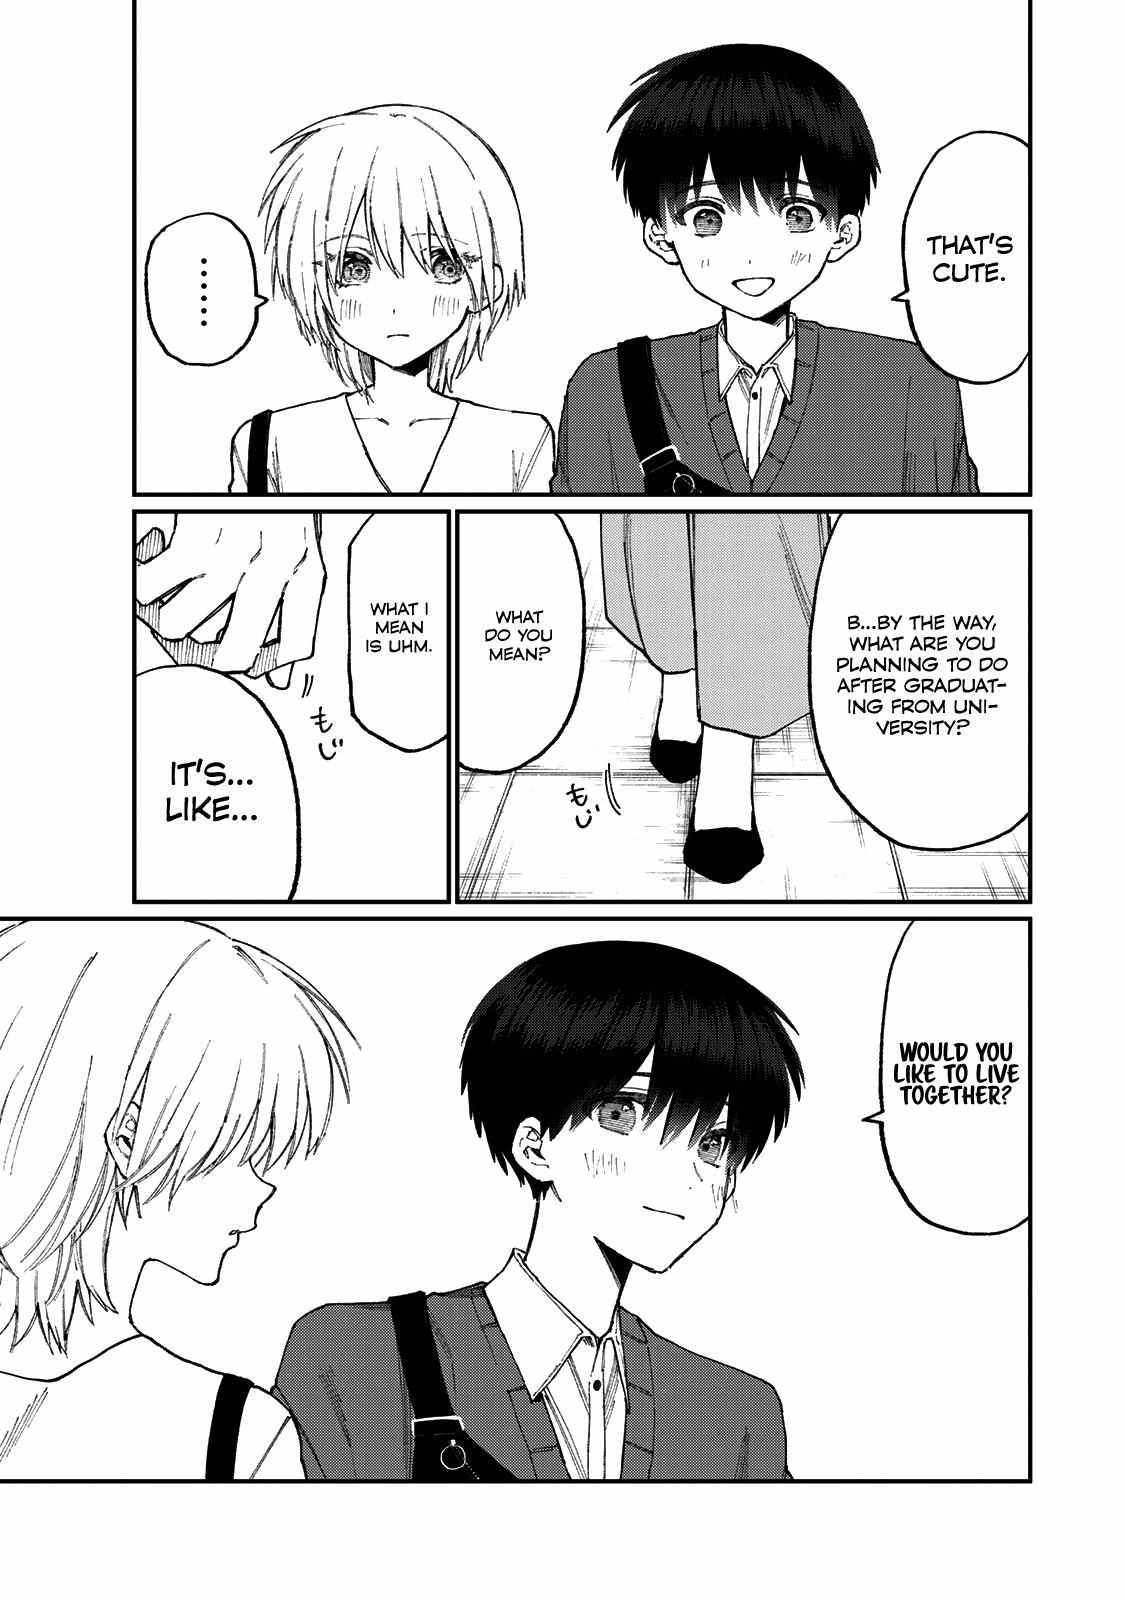 THAT'S
CUTE.
......
B...BY THE WAY,
WHAT ARE YOU
PLANNING TO DO
AFTER GRADUAT-
ING FROM UNI-
VERSITY?
もじ
WHAT
DO YOU
MEAN?
WHAT I
MEAN
IS UHM.
もじ
IT'S...
LIKE...
WOULD YOU
LIKE TO LIVE
TOGETHER?